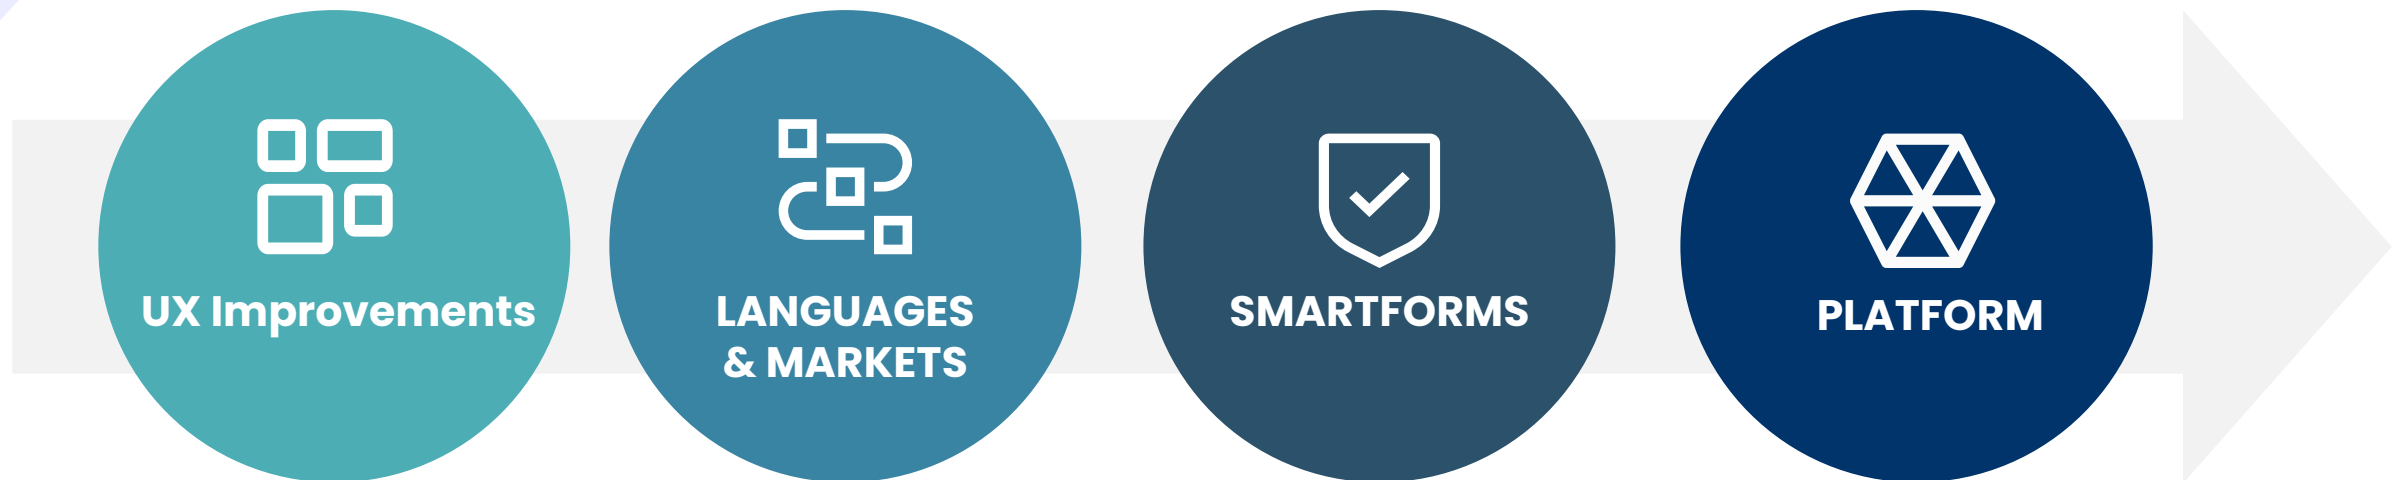 UX Improvements
LANGUAGES
& MARKETS
SMARTFORMS
PLATFORM